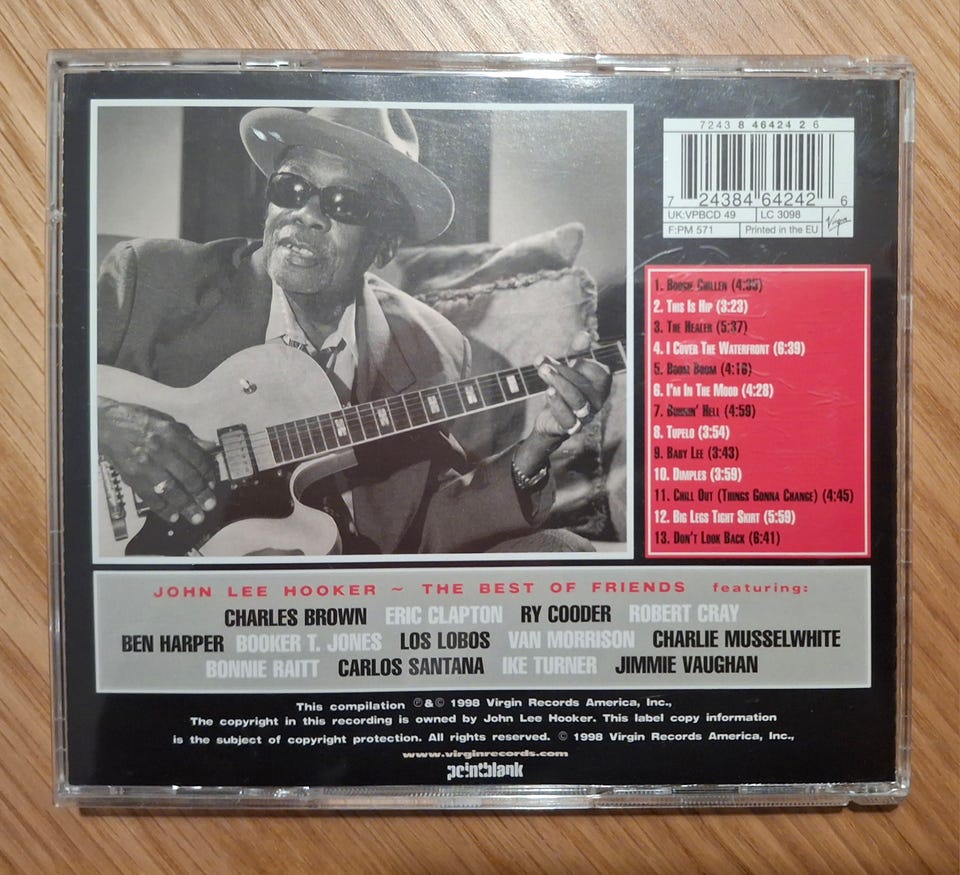 7243 8 46424 2 6
7 24384 64242 6
UK:VPBCD 49 LC 3098 Virgin
F:PM 571 Printed in the EU
1. Boogie Chillen (4:35)
2. This Is Hip (3:23)
3. The Healer (5:37)
4. I Cover The Waterfront (6:39)
5. Boom Boom (4:16)
6. I'm In The Mood (4:28)
7. Burnin' Hell (4:59)
8. Tupelo (3:54)
9. Baby Lee (3:43)
10. Dimples (3:59)
11. Chill Out (Things Gonna Change) (4:45)
12. Big Legs Tight Skirt (5:59)
13. Don't Look Back (6:41)
JOHN LEE HOOKER ~ THE BEST OF FRIENDS featuring:
CHARLES BROWN ERIC CLAPTON RY COODER ROBERT CRAY
BEN HARPER BOOKER T. JONES LOS LOBOS VAN MORRISON CHARLIE MUSSELWHITE
BONNIE RAITT CARLOS SANTANA IKE TURNER JIMMIE VAUGHAN
This compilation ℗&© 1998 Virgin Records America, Inc.,
The copyright in this recording is owned by John Lee Hooker. This label copy information
is the subject of copyright protection. All rights reserved. © 1998 Virgin Records America, Inc.,
www.virginrecords.com
pointblank